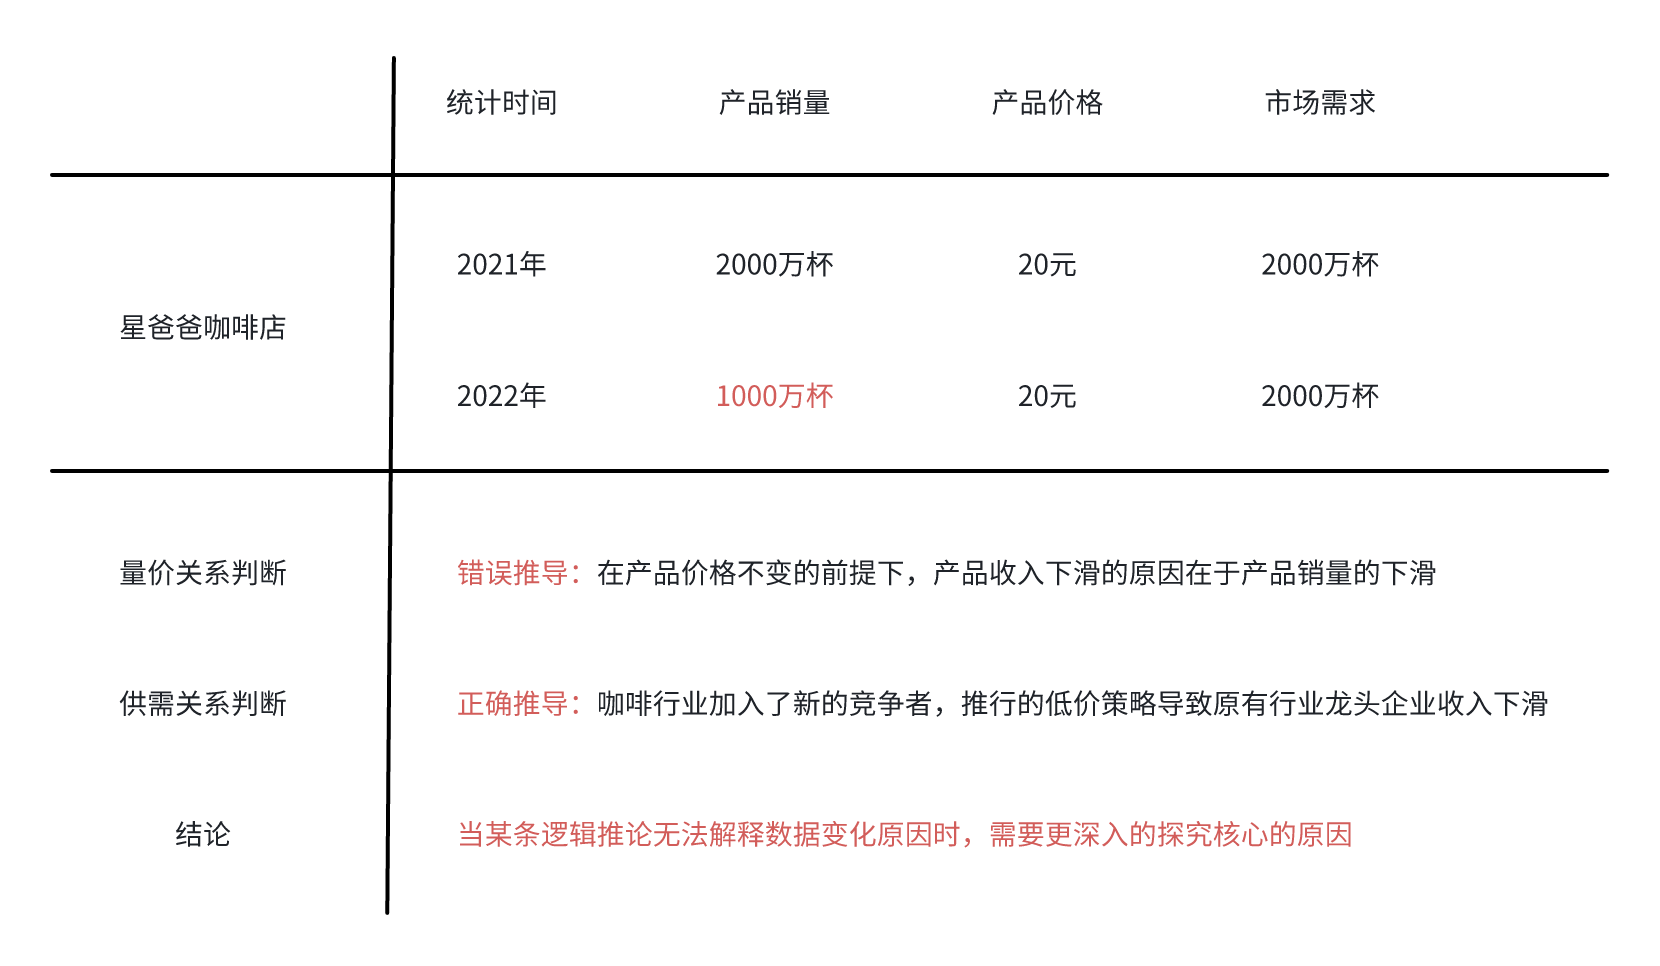 统计时间 产品销量 产品价格 市场需求
2021年 2000万杯 20元 2000万杯
星爸爸咖啡店
2022年 1000万杯 20元 2000万杯
量价关系判断 错误推导：在产品价格不变的前提下，产品收入下滑的原因在于产品销量的下滑
供需关系判断 正确推导：咖啡行业加入了新的竞争者，推行的低价策略导致原有行业龙头企业收入下滑
结论 当某条逻辑推论无法解释数据变化原因时，需要更深入的探究核心的原因